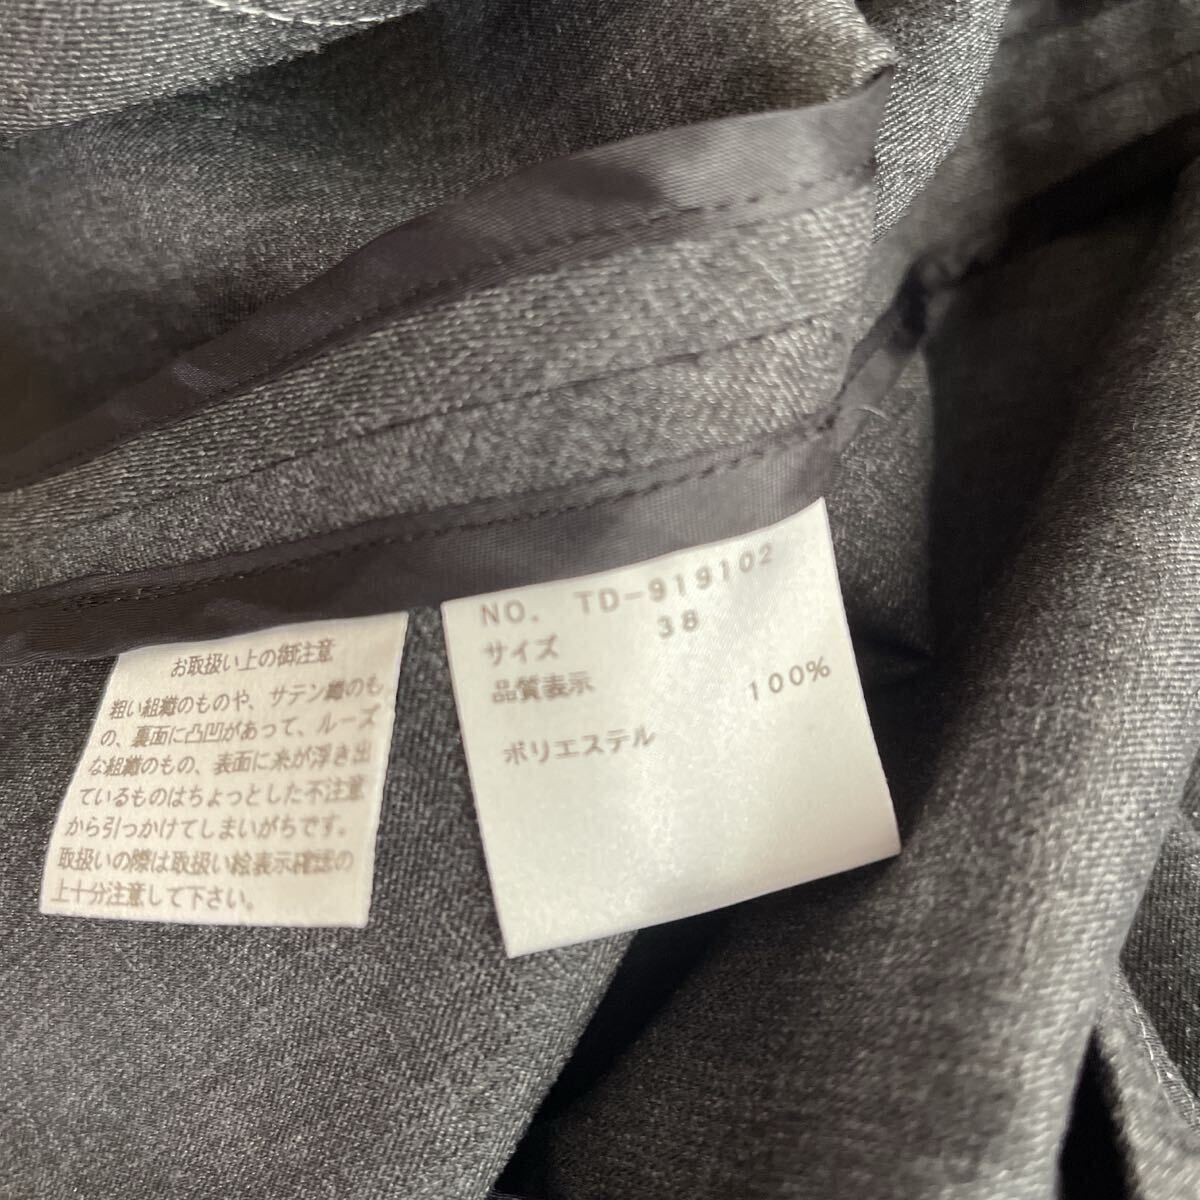 お取扱い上の御注意
粗い組織のものや、サテン織のも
の、裏面に凸凹があって、ルーズ
な組織のもの、表面に糸が浮き出
ているものはちょっとした不注意
から引っかけてしまいがちです。
取扱いの際は取扱い絵表示確認の
上十分注意して下さい。
NO. TD-919102
サイズ 38
品質表示
100%
ポリエステル